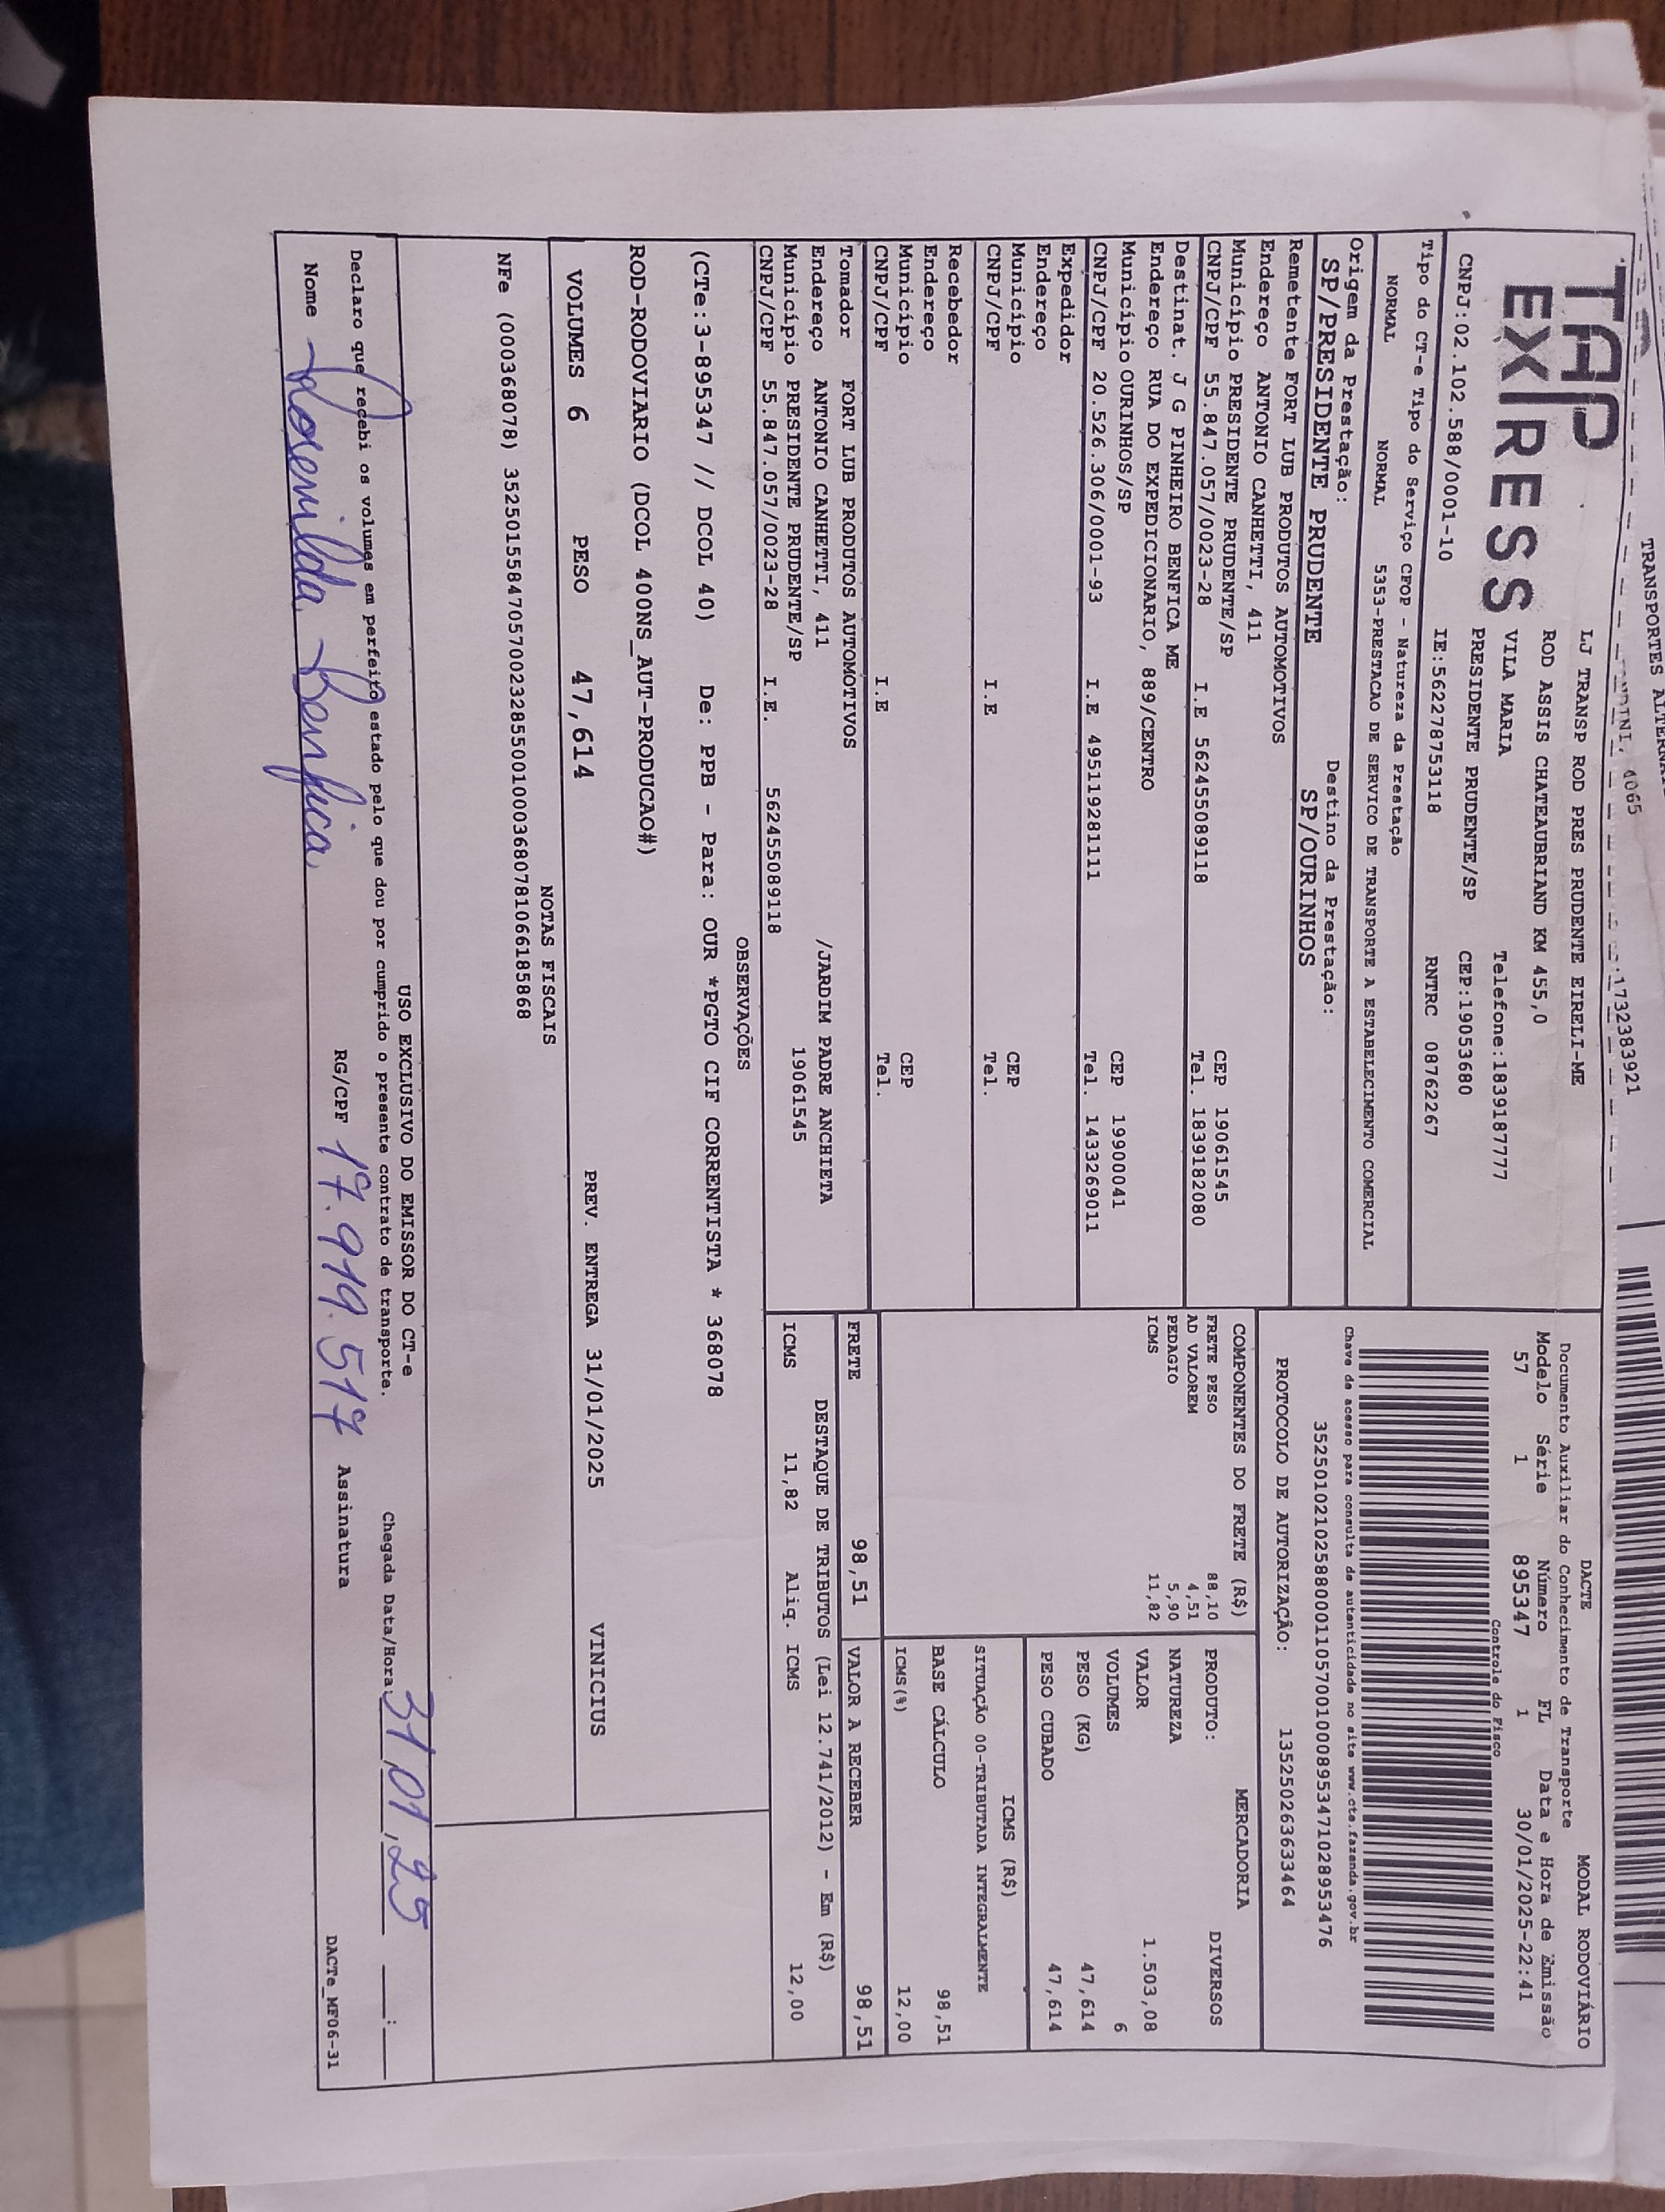 TRANSPORTES ALTERNA
4065
:1732383921
TAP EXPRESS
LJ TRANSP ROD PRES PRUDENTE EIRELI-ME
ROD ASSIS CHATEAUBRIAND KM 455,0
VILA MARIA Telefone:1839187777
PRESIDENTE PRUDENTE/SP CEP:19053680
CNPJ:02.102.588/0001-10 IE:562278753118 RNTRC 08762267
DACTE MODAL RODOVIÁRIO
Documento Auxiliar do Conhecimento de Transporte
Modelo Série Número FL Data e Hora de Emissão
57 1 895347 1 30/01/2025-22:41
Controle do Fisco
Tipo do CT-e Tipo do Serviço CFOP - Natureza da Prestação
NORMAL NORMAL 5353-PRESTACAO DE SERVICO DE TRANSPORTE A ESTABELECIMENTO COMERCIAL
Chave de acesso para consulta de autenticidade no site www.cte.fazenda.gov.br
35250102102588000110570010008953471028953476
Origem da Prestação: Destino da Prestação:
SP/PRESIDENTE PRUDENTE SP/OURINHOS
PROTOCOLO DE AUTORIZAÇÃO: 135250263633464
Remetente FORT LUB PRODUTOS AUTOMOTIVOS
Endereço ANTONIO CANHETTI, 411
Município PRESIDENTE PRUDENTE/SP CEP 19061545
CNPJ/CPF 55.847.057/0023-28 I.E 562455089118 Tel. 1839182080
Destinat. J G PINHEIRO BENFICA ME
Endereço RUA DO EXPEDICIONARIO, 889/CENTRO
Município OURINHOS/SP CEP 19900041
CNPJ/CPF 20.526.306/0001-93 I.E 495119281111 Tel. 1433269011
Expedidor
Endereço
Município CEP
CNPJ/CPF I.E Tel.
Recebedor
Endereço
Município CEP
CNPJ/CPF I.E Tel.
Tomador FORT LUB PRODUTOS AUTOMOTIVOS
Endereço ANTONIO CANHETTI, 411 /JARDIM PADRE ANCHIETA
Município PRESIDENTE PRUDENTE/SP 19061545
CNPJ/CPF 55.847.057/0023-28 I.E. 562455089118
COMPONENTES DO FRETE (R$)
FRETE PESO 88,10
AD VALOREM 4,51
PEDAGIO 5,90
ICMS 11,82
MERCADORIA
PRODUTO: DIVERSOS
NATUREZA
VALOR 1.503,08
VOLUMES 6
PESO (KG) 47,614
PESO CUBADO 47,614
ICMS (R$)
SITUAÇÃO 00-TRIBUTADA INTEGRALMENTE
BASE CÁLCULO 98,51
ICMS(%) 12,00
FRETE 98,51 VALOR A RECEBER 98,51
DESTAQUE DE TRIBUTOS (Lei 12.741/2012) - Em (R$)
ICMS 11,82 Aliq. ICMS 12,00
OBSERVAÇÕES
(CTe:3-895347 // DCOL 40) De: PPB - Para: OUR *PGTO CIF CORRENTISTA * 368078
ROD-RODOVIARIO (DCOL 400NS_AUT-PRODUCAO#)
VOLUMES 6 PESO 47,614 PREV. ENTREGA 31/01/2025 VINICIUS
NOTAS FISCAIS
NFe (000368078) 35250155847057002328550010003680781066185868
USO EXCLUSIVO DO EMISSOR DO CT-e
Declaro que recebi os volumes em perfeito estado pelo que dou por cumprido o presente contrato de transporte. Chegada Data/Hora: 31/01/25 __:__
Nome Rosenilda Benfica RG/CPF 17.919.517 Assinatura
DACTe_MF06-31